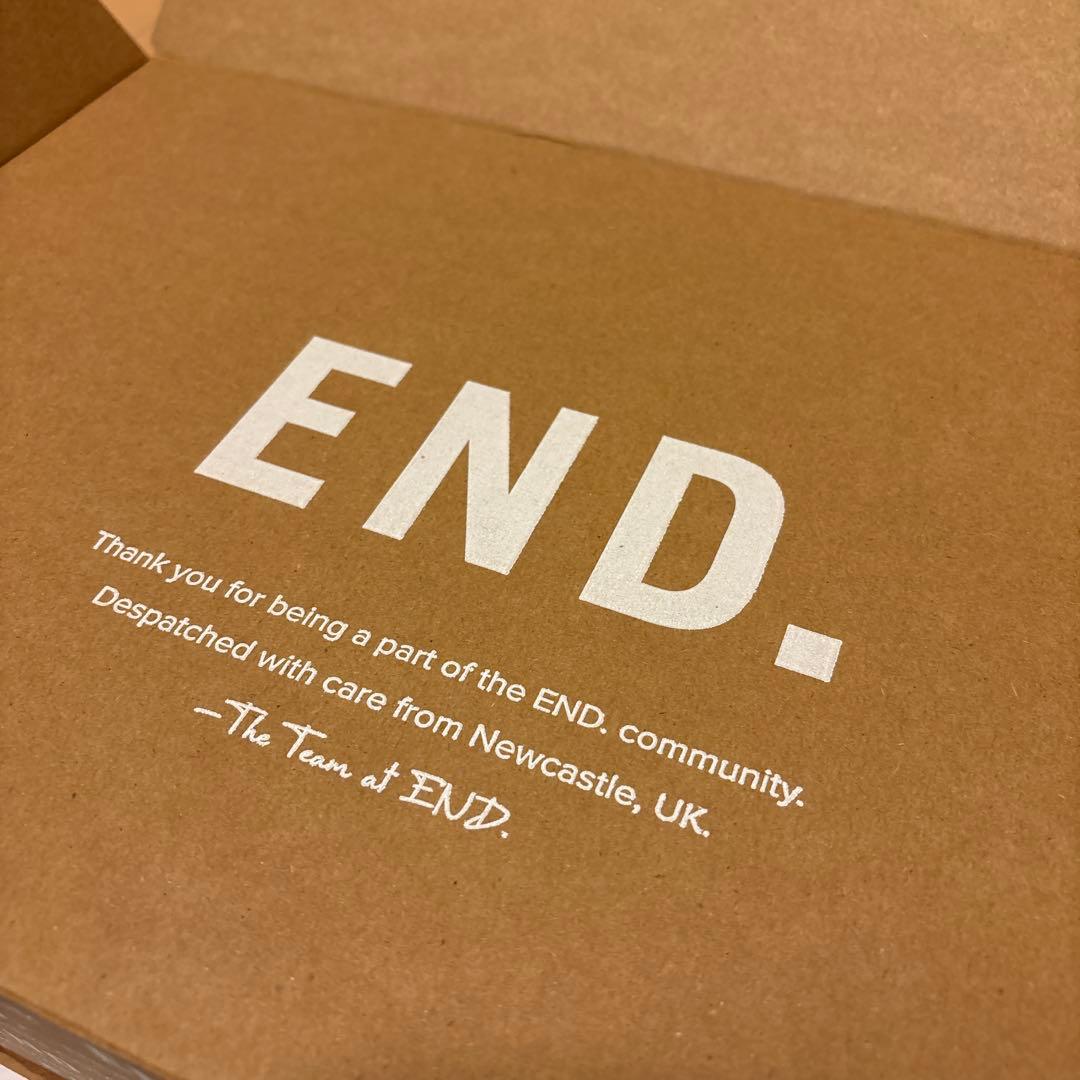 END.
Thank you for being a part of the END. community.
Despatched with care from Newcastle, UK.
–The Team at END.